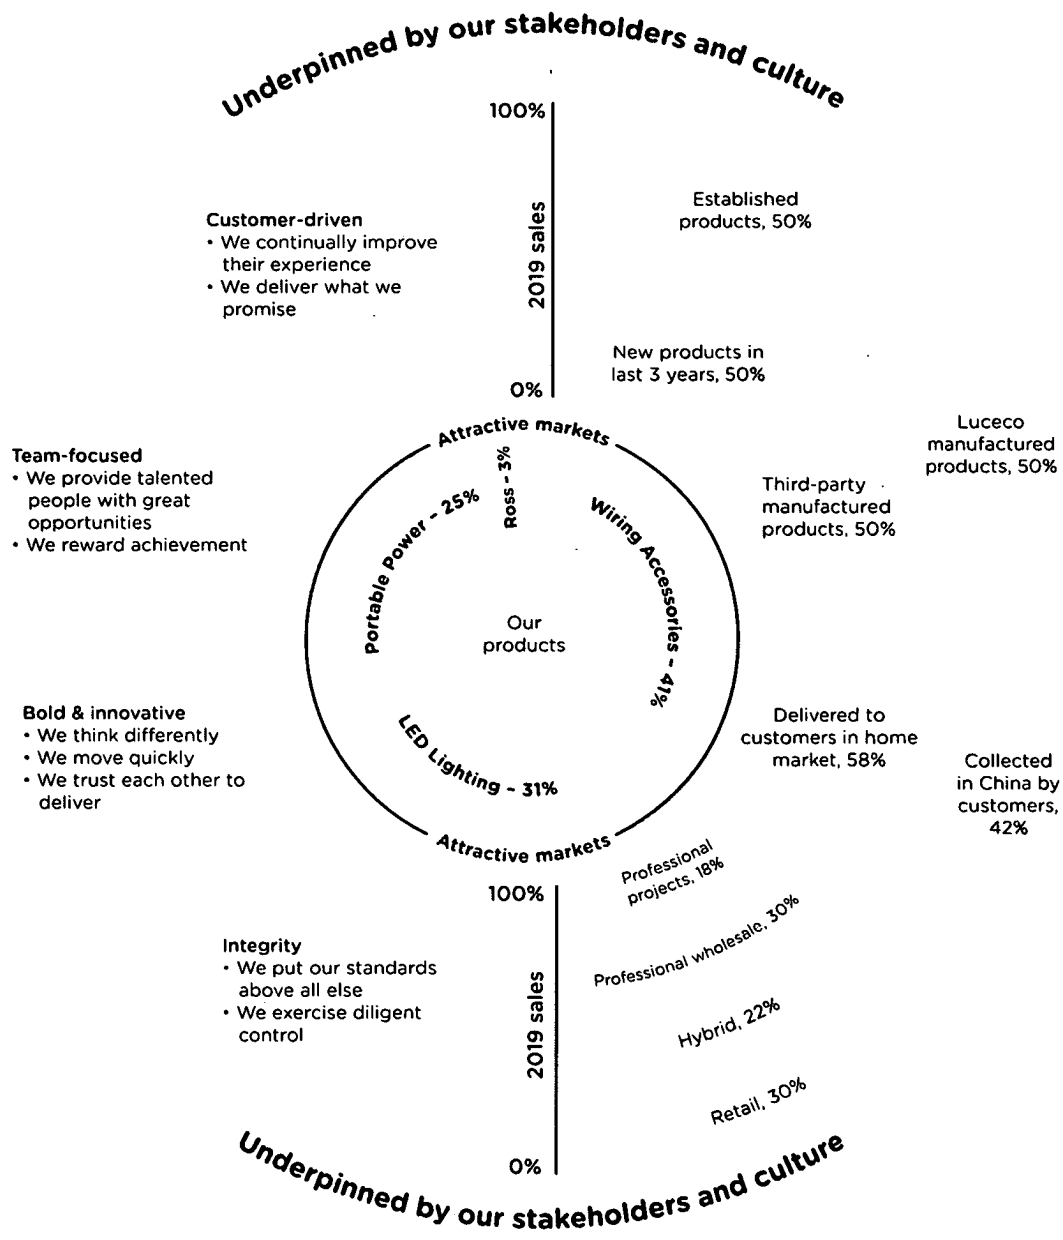 Underpinned by our stakeholders and culture
100%
2019 sales
0%
Established
products, 50%
New products in
last 3 years, 50%
Customer-driven
• We continually improve
their experience
• We deliver what we
promise
Team-focused
• We provide talented
people with great
opportunities
• We reward achievement
Bold & innovative
• We think differently
• We move quickly
• We trust each other to
deliver
Integrity
• We put our standards
above all else
• We exercise diligent
control
Attractive markets
Ross - 3%
Portable Power - 25%
Wiring Accessories - 41%
Our
products
LED Lighting - 31%
Attractive markets
Luceco
manufactured
products, 50%
Third-party
manufactured
products, 50%
Delivered to
customers in home
market, 58%
Collected
in China by
customers,
42%
100%
2019 sales
0%
Professional
projects, 18%
Professional wholesale, 30%
Hybrid, 22%
Retail, 30%
Underpinned by our stakeholders and culture